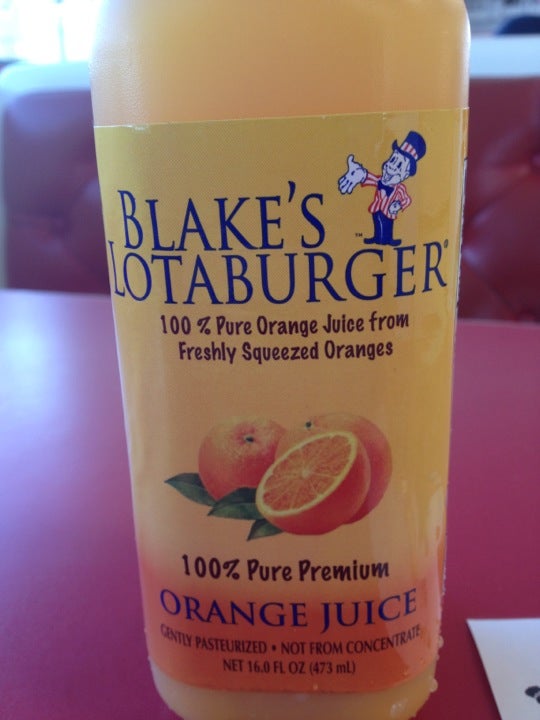 BLAKE'S
LOTABURGER®
™
100 % Pure Orange Juice from
Freshly Squeezed Oranges
100% Pure Premium
ORANGE JUICE
GENTLY PASTEURIZED • NOT FROM CONCENTRATE
NET 16.0 FL OZ (473 mL)